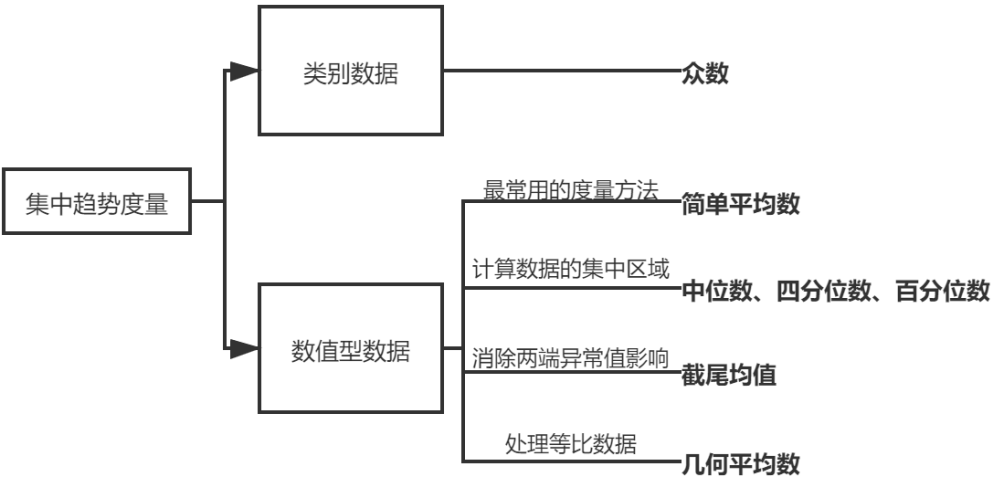 类别数据
众数
集中趋势度量
最常用的度量方法
简单平均数
计算数据的集中区域
中位数、四分位数、百分位数
数值型数据
消除两端异常值影响
截尾均值
处理等比数据
几何平均数